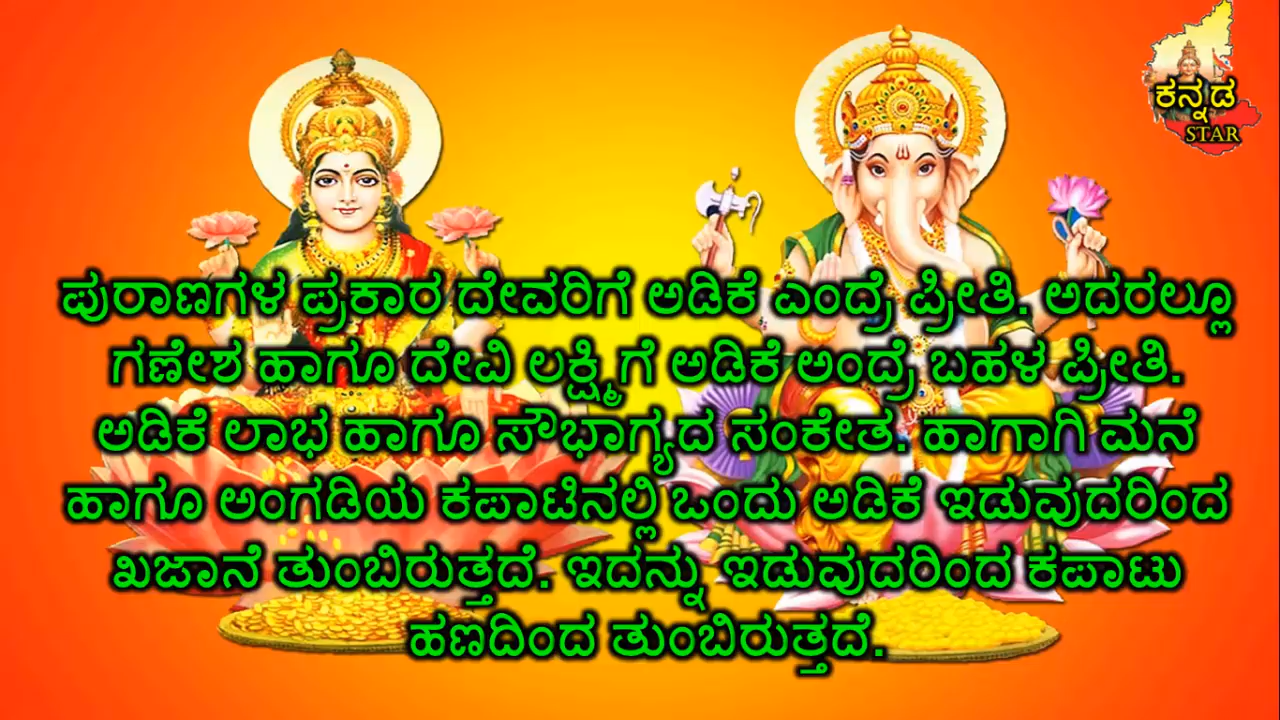 ಕನ್ನಡ
STAR
ಪುರಾಣಗಳ ಪ್ರಕಾರ ದೇವರಿಗೆ ಅಡಿಕೆ ಎಂದ್ರೆ ಪ್ರೀತಿ. ಅದರಲ್ಲೂ
ಗಣೇಶ ಹಾಗೂ ದೇವಿ ಲಕ್ಷ್ಮಿಗೆ ಅಡಿಕೆ ಅಂದ್ರೆ ಬಹಳ ಪ್ರೀತಿ.
ಅಡಿಕೆ ಲಾಭ ಹಾಗೂ ಸೌಭಾಗ್ಯದ ಸಂಕೇತ. ಹಾಗಾಗಿ ಮನೆ
ಹಾಗೂ ಅಂಗಡಿಯ ಕಪಾಟಿನಲ್ಲಿ ಒಂದು ಅಡಿಕೆ ಇಡುವುದರಿಂದ
ಖಜಾನೆ ತುಂಬಿರುತ್ತದೆ. ಇದನ್ನು ಇಡುವುದರಿಂದ ಕಪಾಟು
ಹಣದಿಂದ ತುಂಬಿರುತ್ತದೆ.